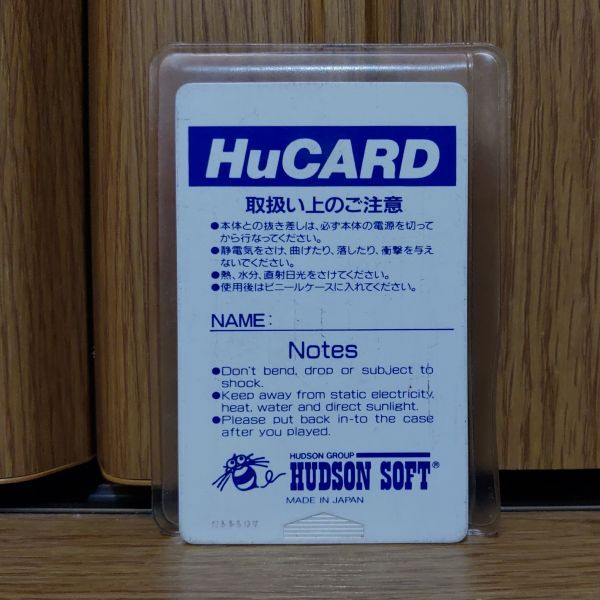 HuCARD
取扱い上のご注意
●本体との抜き差しは、必ず本体の電源を切って
から行なってください。
●静電気をさけ、曲げたり、落したり、衝撃を与え
ないでください。
●熱、水分、直射日光をさけてください。
●使用後はビニールケースに入れてください。
NAME:
Notes
●Don't bend, drop or subject to
shock.
●Keep away from static electricity,
heat, water and direct sunlight.
●Please put back in-to the case
after you played.
HUDSON GROUP
HUDSON SOFT®
MADE IN JAPAN